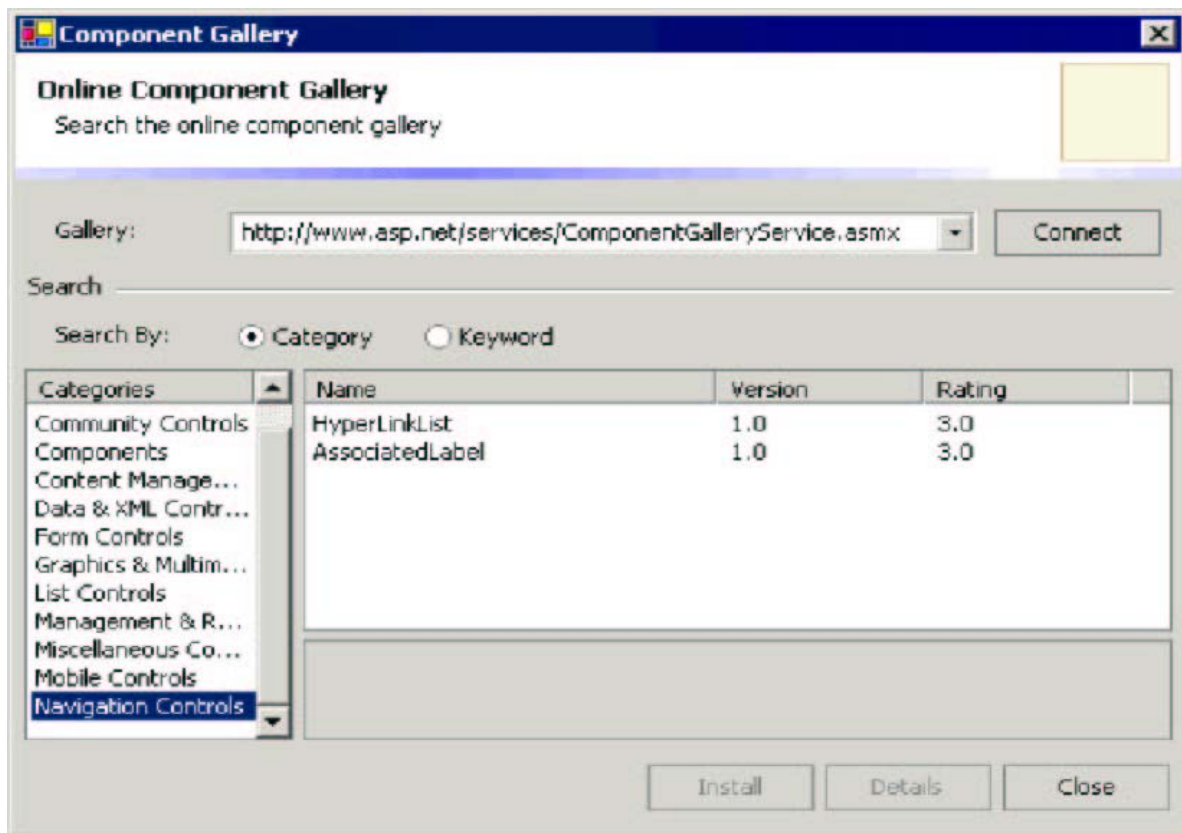 Component Gallery
Online Component Gallery
Search the online component gallery
Gallery: http://www.asp.net/services/ComponentGalleryService.asmx Connect
Search
Search By: Category Keyword
Categories
Community Controls
Components
Content Manage...
Data & XML Contr...
Form Controls
Graphics & Multim...
List Controls
Management & R...
Miscellaneous Co...
Mobile Controls
Navigation Controls
Name Version Rating
HyperLinkList 1.0 3.0
AssociatedLabel 1.0 3.0
Install Details Close